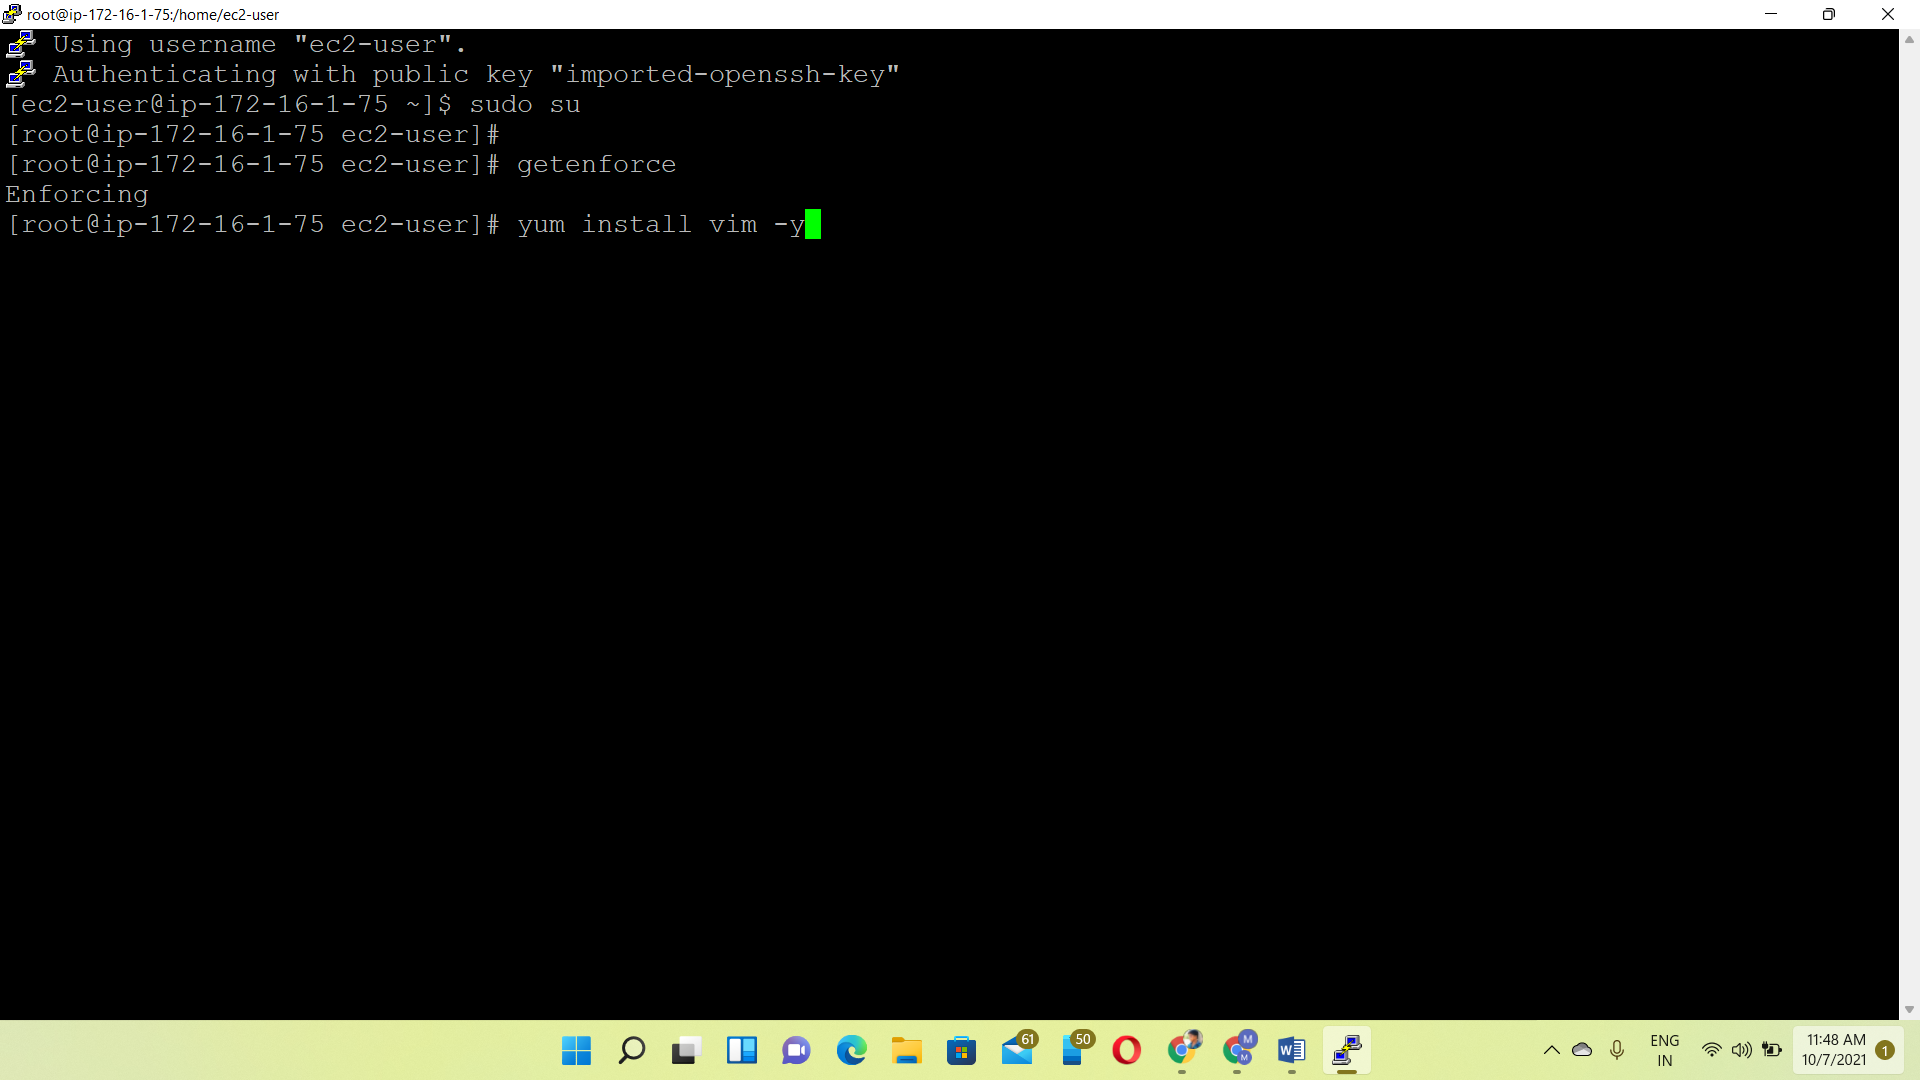 root@ip-172-16-1-75:/home/ec2-user
Using username "ec2-user".
Authenticating with public key "imported-openssh-key"
[ec2-user@ip-172-16-1-75 ~]$ sudo su
[root@ip-172-16-1-75 ec2-user]#
[root@ip-172-16-1-75 ec2-user]# getenforce
Enforcing
[root@ip-172-16-1-75 ec2-user]# yum install vim -y
61
50
M
M
W
ENG
IN
11:48 AM
10/7/2021
1